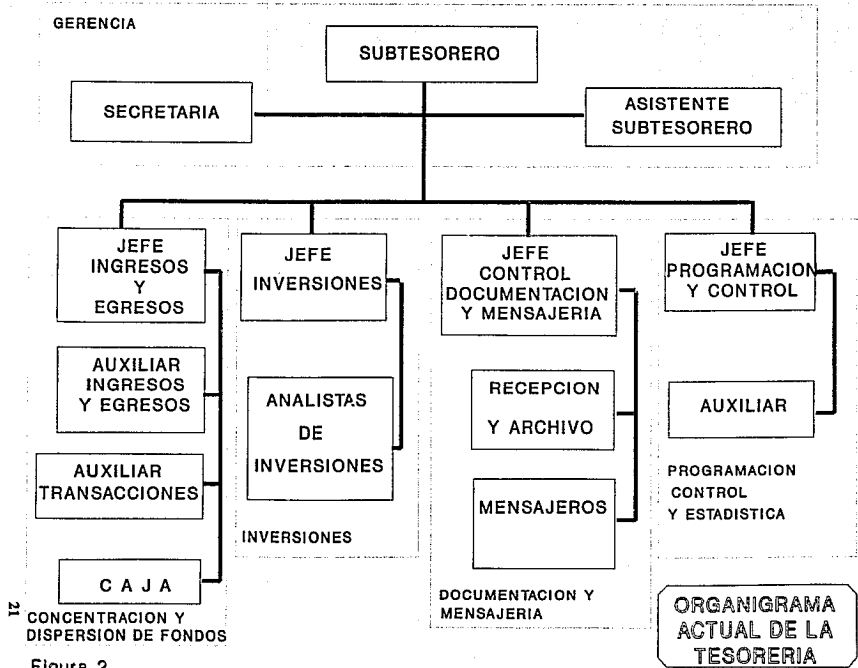 GERENCIA
SUBTESORERO
SECRETARIA
ASISTENTE
SUBTESORERO
JEFE
INGRESOS
Y
EGRESOS
AUXILIAR
INGRESOS
Y EGRESOS
AUXILIAR
TRANSACCIONES
C A J A
CONCENTRACION Y
DISPERSION DE FONDOS
JEFE
INVERSIONES
ANALISTAS
DE
INVERSIONES
INVERSIONES
JEFE
CONTROL
DOCUMENTACION
Y MENSAJERIA
RECEPCION
Y ARCHIVO
MENSAJEROS
DOCUMENTACION Y
MENSAJERIA
JEFE
PROGRAMACION
Y CONTROL
AUXILIAR
PROGRAMACION
CONTROL
Y ESTADISTICA
ORGANIGRAMA
ACTUAL DE LA
TESORERIA
21
Figura 2